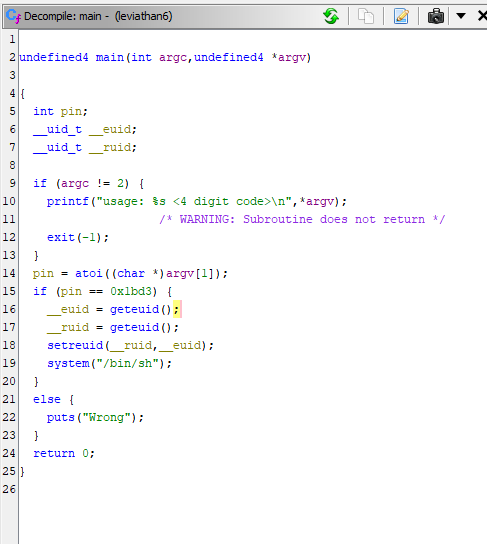 Decompile: main - (leviathan6)
1
2 undefined4 main(int argc,undefined4 *argv)
3
4 {
5 int pin;
6 __uid_t __euid;
7 __uid_t __ruid;
8
9 if (argc != 2) {
10 printf("usage: %s <4 digit code>\n",*argv);
11 /* WARNING: Subroutine does not return */
12 exit(-1);
13 }
14 pin = atoi((char *)argv[1]);
15 if (pin == 0x1bd3) {
16 __euid = geteuid();
17 __ruid = geteuid();
18 setreuid(__ruid,__euid);
19 system("/bin/sh");
20 }
21 else {
22 puts("Wrong");
23 }
24 return 0;
25 }
26